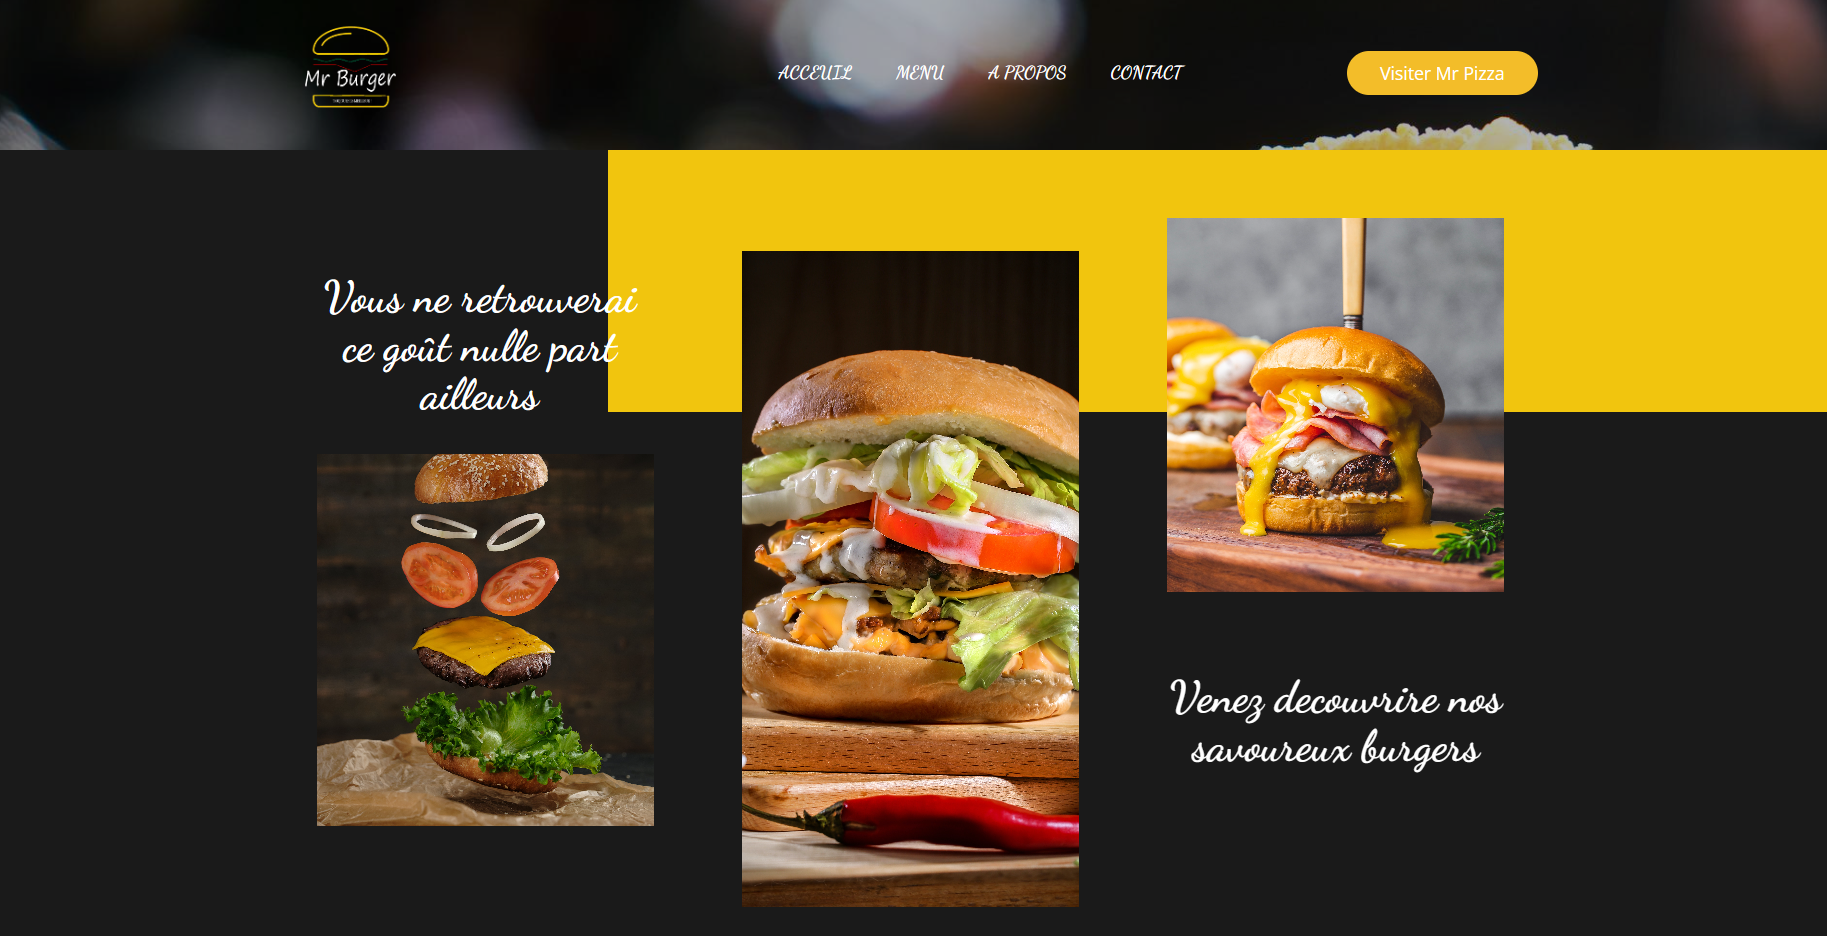 Mr Burger
ACCEUIL MENU A PROPOS CONTACT
Visiter Mr Pizza
Vous ne retrouverai
ce goût nulle part
ailleurs
Venez decouvrire nos
savoureux burgers